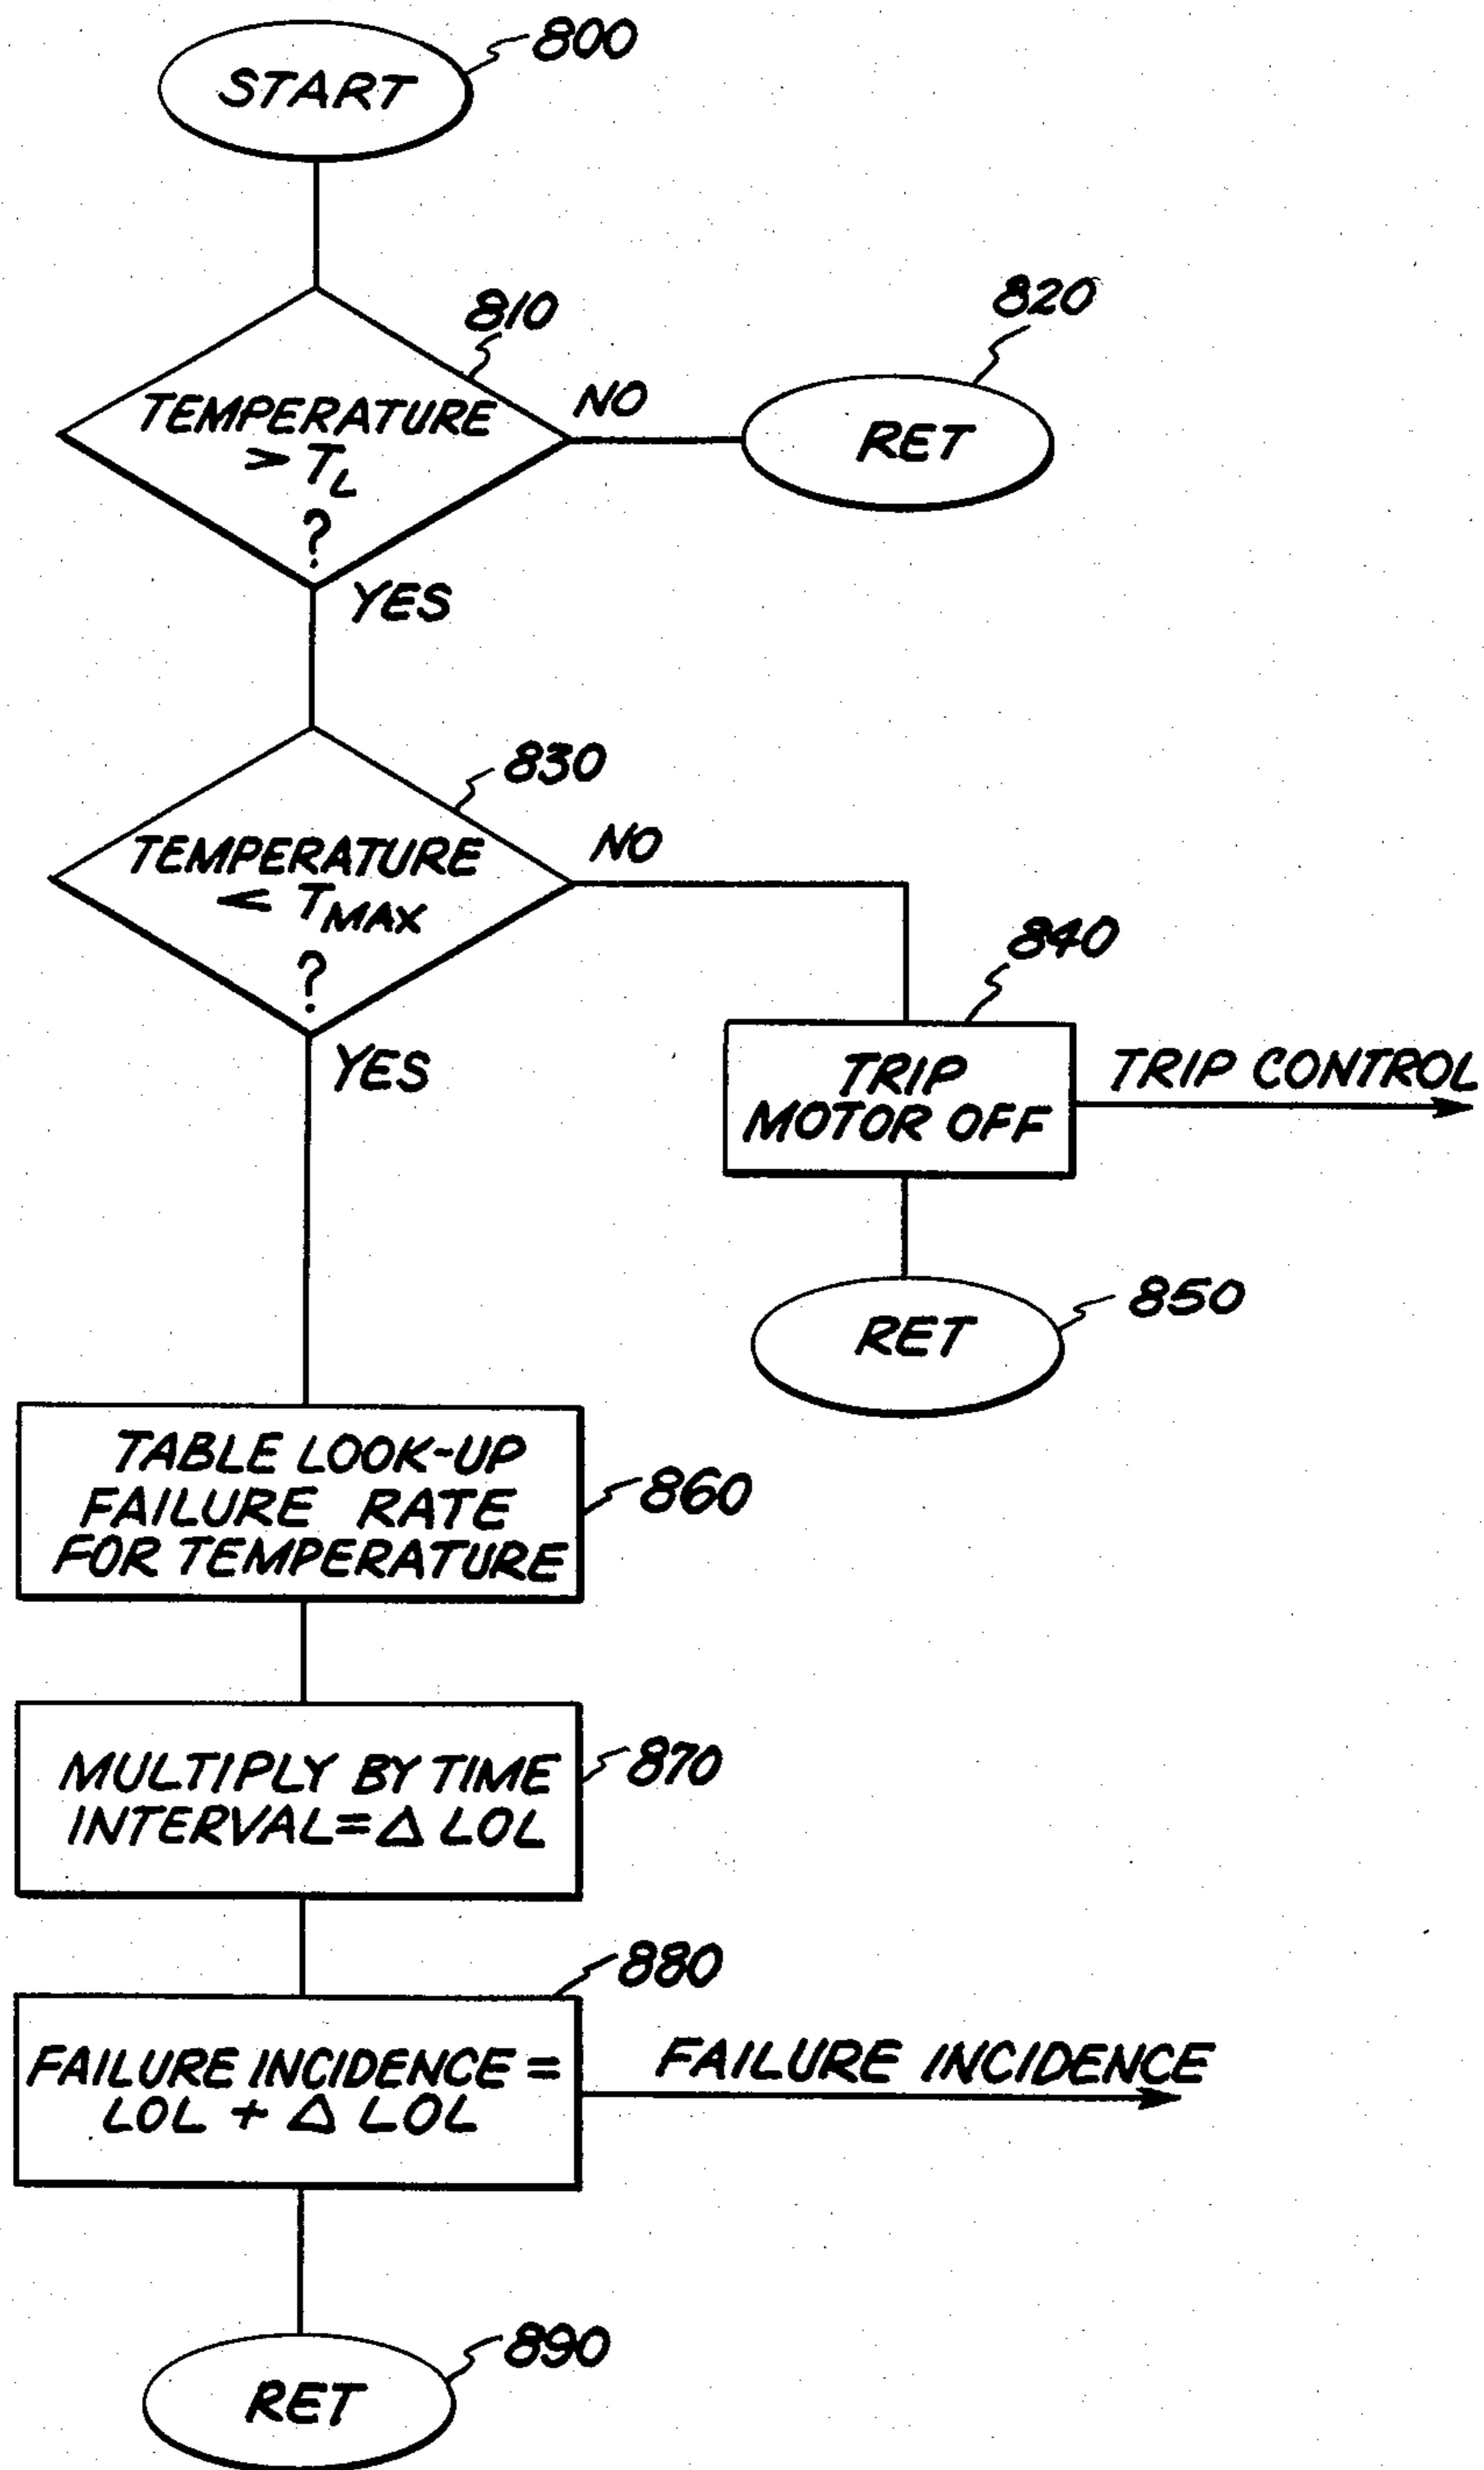 800
START
810
TEMPERATURE
> T_L
?
NO
820
RET
YES
830
TEMPERATURE
< T_MAX
?
NO
YES
840
TRIP
MOTOR OFF
TRIP CONTROL
850
RET
TABLE LOOK-UP
FAILURE RATE
FOR TEMPERATURE
860
MULTIPLY BY TIME
INTERVAL=Δ LOL
870
880
FAILURE INCIDENCE =
LOL + Δ LOL
FAILURE INCIDENCE
890
RET